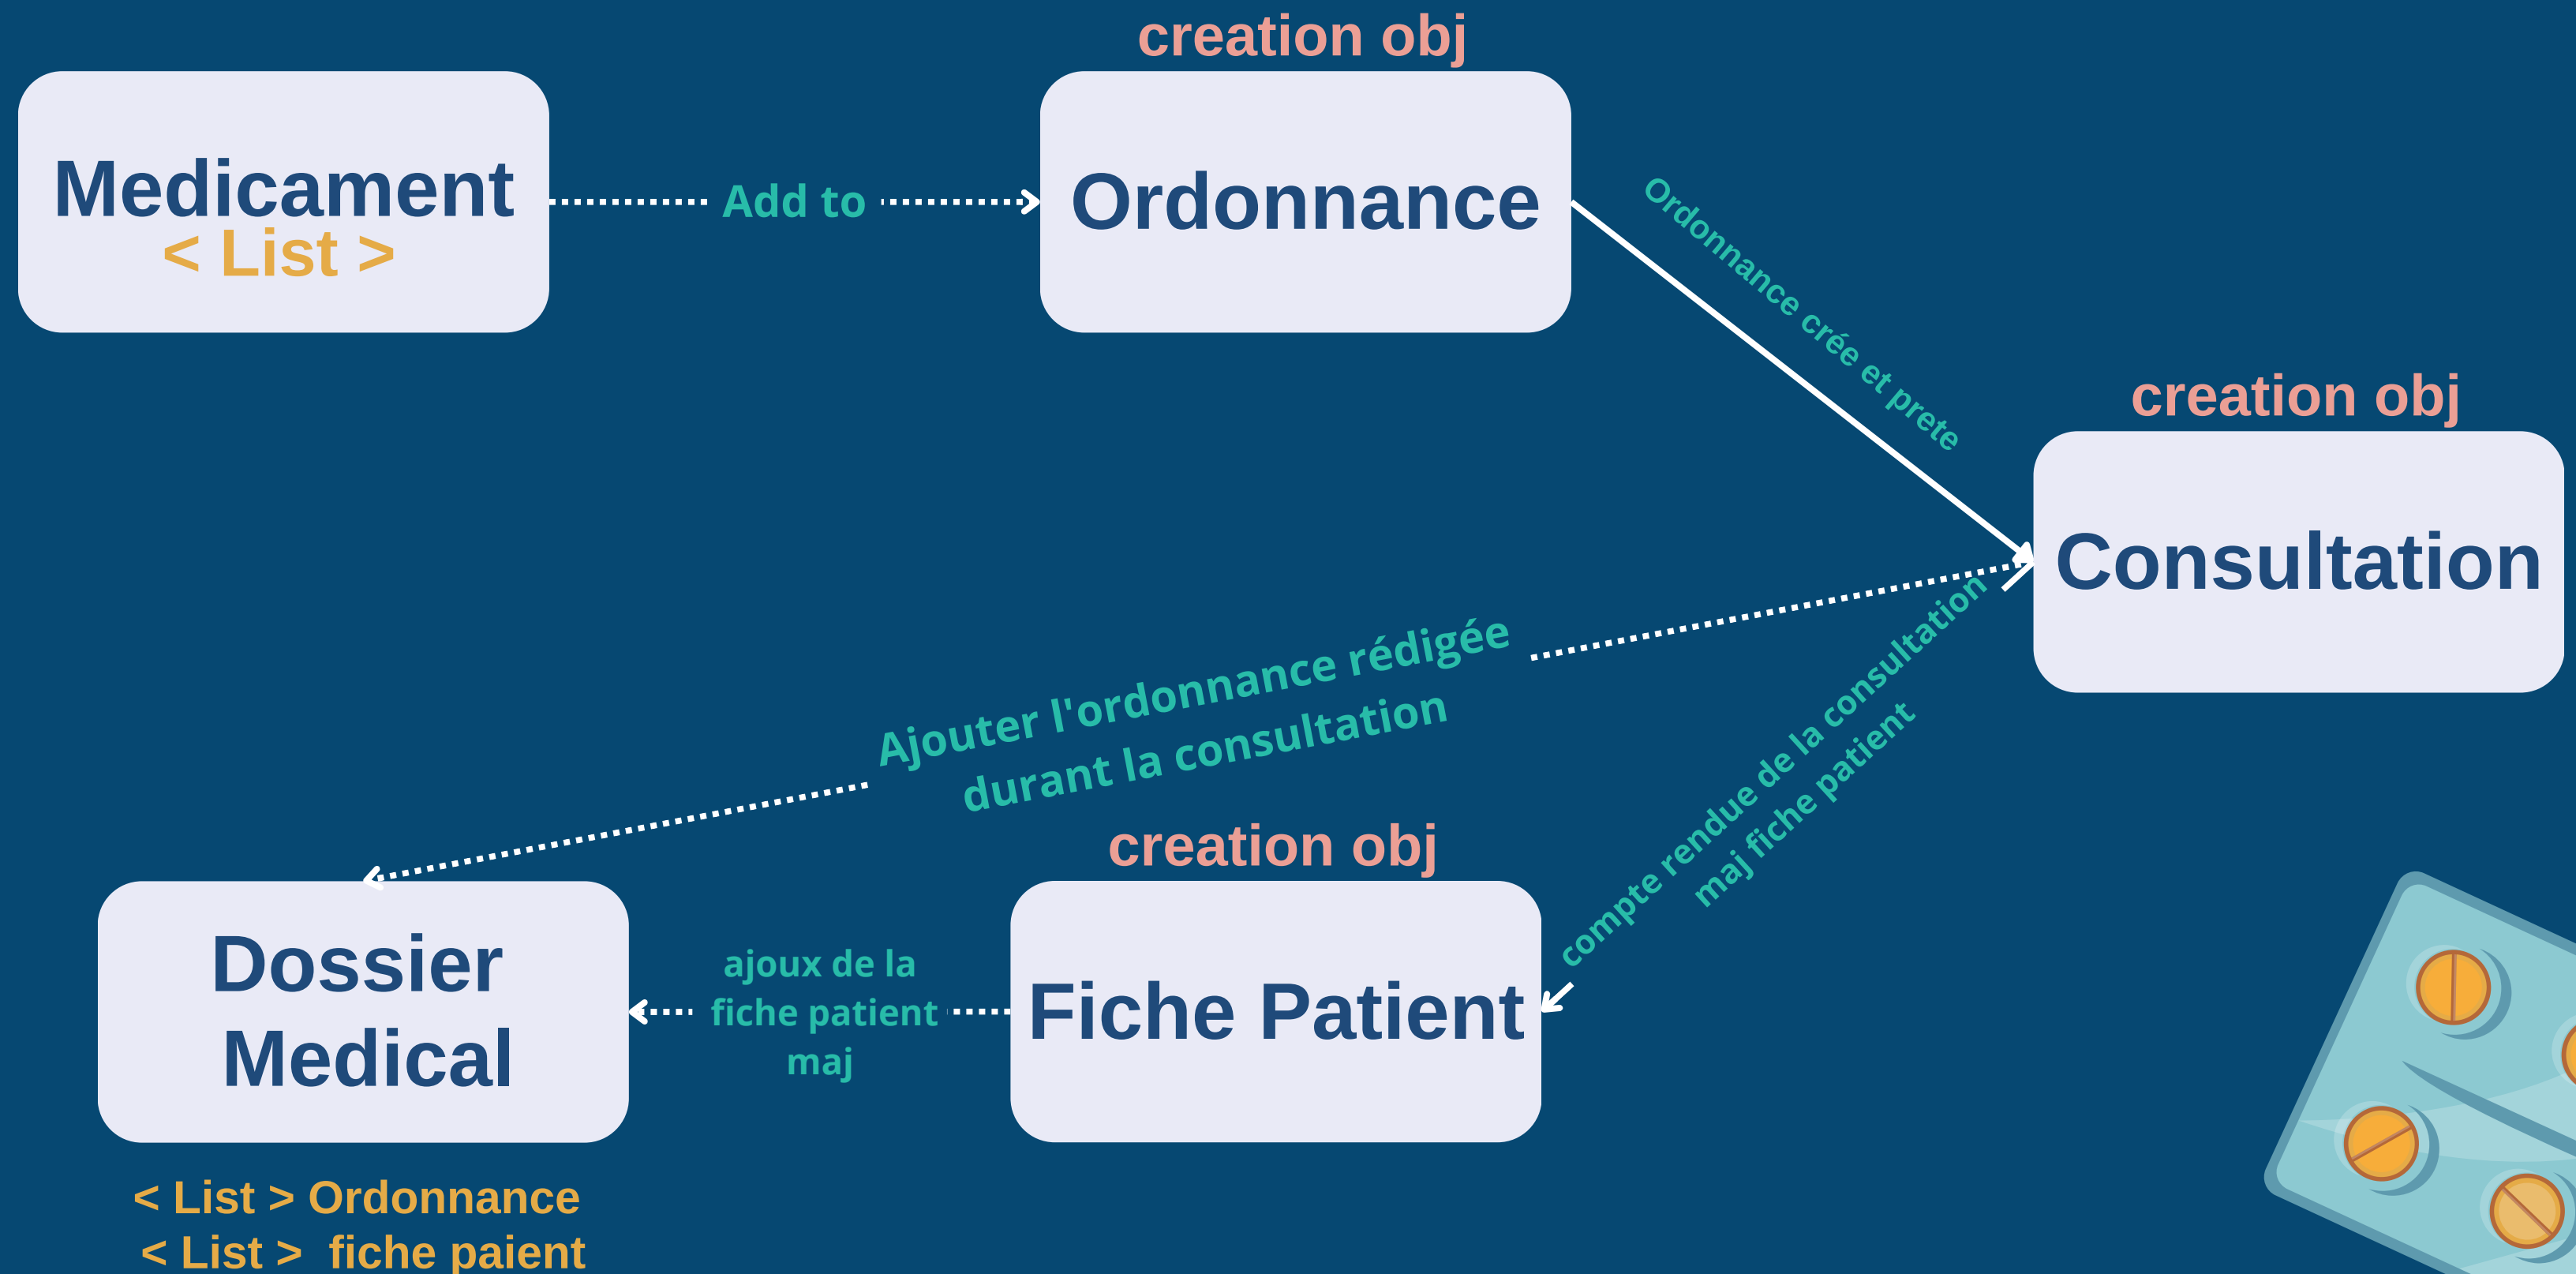 creation obj
Medicament
< List >
Add to
Ordonnance
Ordonnance crée et prete
creation obj
Consultation
Ajouter l'ordonnance rédigée
durant la consultation
compte rendue de la consultation
maj fiche patient
creation obj
Dossier
Medical
ajoux de la
fiche patient
maj
Fiche Patient
< List > Ordonnance
< List > fiche paient